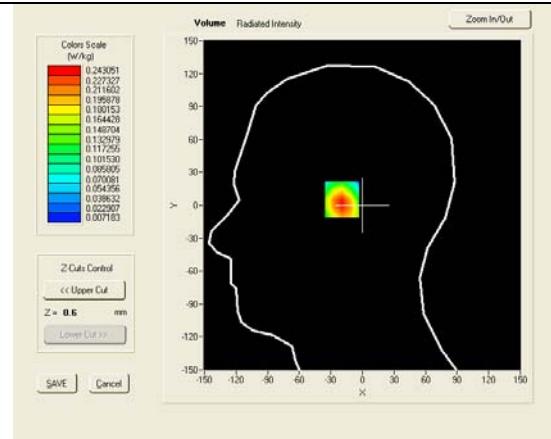 Volume Radiated Intensity
Zoom In/Out
Colors Scale
(W/kg)
0.243051
0.227327
0.211602
0.195878
0.180153
0.164428
0.148704
0.132979
0.117255
0.101530
0.085805
0.070081
0.054356
0.038632
0.022907
0.007183
Z Cuts Control
<< Upper Cut
Z = 0.6 mm
Lower Cut >>
SAVE Cancel
150
120
90
60
30
0
-30
-60
-90
-120
-150
Y
-150 -120 -90 -60 -30 0 30 60 90 120 150
X